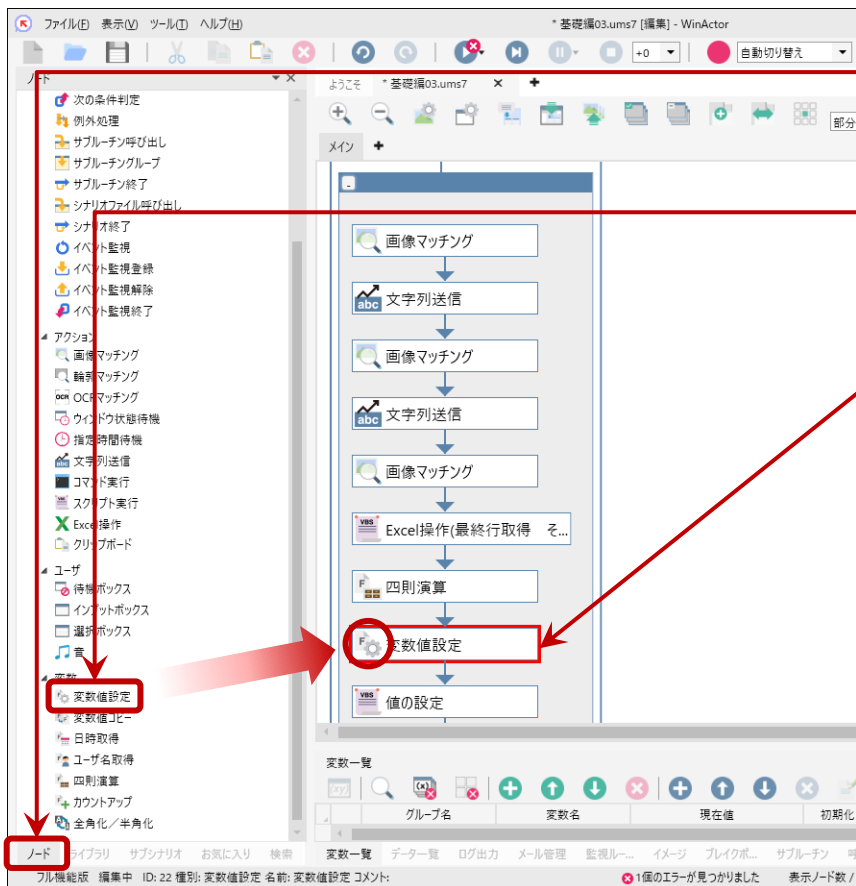 ファイル(F) 表示(V) ツール(T) ヘルプ(H)
* 基礎編03.ums7 [編集] - WinActor
+0
自動切り替え
ノード
次の条件判定
例外処理
サブルーチン呼び出し
サブルーチングループ
サブルーチン終了
シナリオファイル呼び出し
シナリオ終了
イベント監視
イベント監視登録
イベント監視解除
イベント監視終了
アクション
画像マッチング
輪郭マッチング
OCRマッチング
ウィンドウ状態待機
指定時間待機
文字列送信
コマンド実行
スクリプト実行
Excel操作
クリップボード
ユーザ
待機ボックス
インプットボックス
選択ボックス
音
変数
変数値設定
変数値コピー
日時取得
ユーザ名取得
四則演算
カウントアップ
全角化/半角化
ノード ライブラリ サブシナリオ お気に入り 検索
ようこそ * 基礎編03.ums7
部分
メイン
画像マッチング
abc 文字列送信
画像マッチング
abc 文字列送信
画像マッチング
VBS Excel操作(最終行取得 そ...
四則演算
変数値設定
VBS 値の設定
変数一覧
グループ名 変数名 現在値 初期化
変数一覧 データ一覧 ログ出力 メール管理 監視ルー... イメージ ブレイクポ... サブルーチン
フル機能版 編集中 ID: 22 種別: 変数値設定 名前: 変数値設定 コメント:
1個のエラーが見つかりました 表示ノード数 /